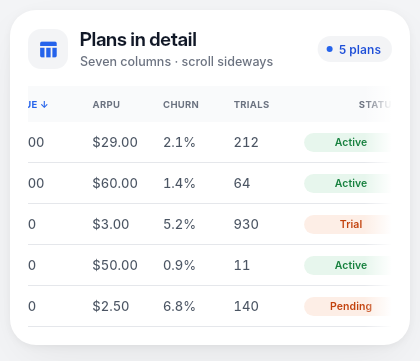 Plans in detail
Seven columns · scroll sideways
5 plans
ARPU CHURN TRIALS
00 $29.00 2.1% 212 Active
00 $60.00 1.4% 64 Active
0 $3.00 5.2% 930 Trial
0 $50.00 0.9% 11 Active
0 $2.50 6.8% 140 Pending